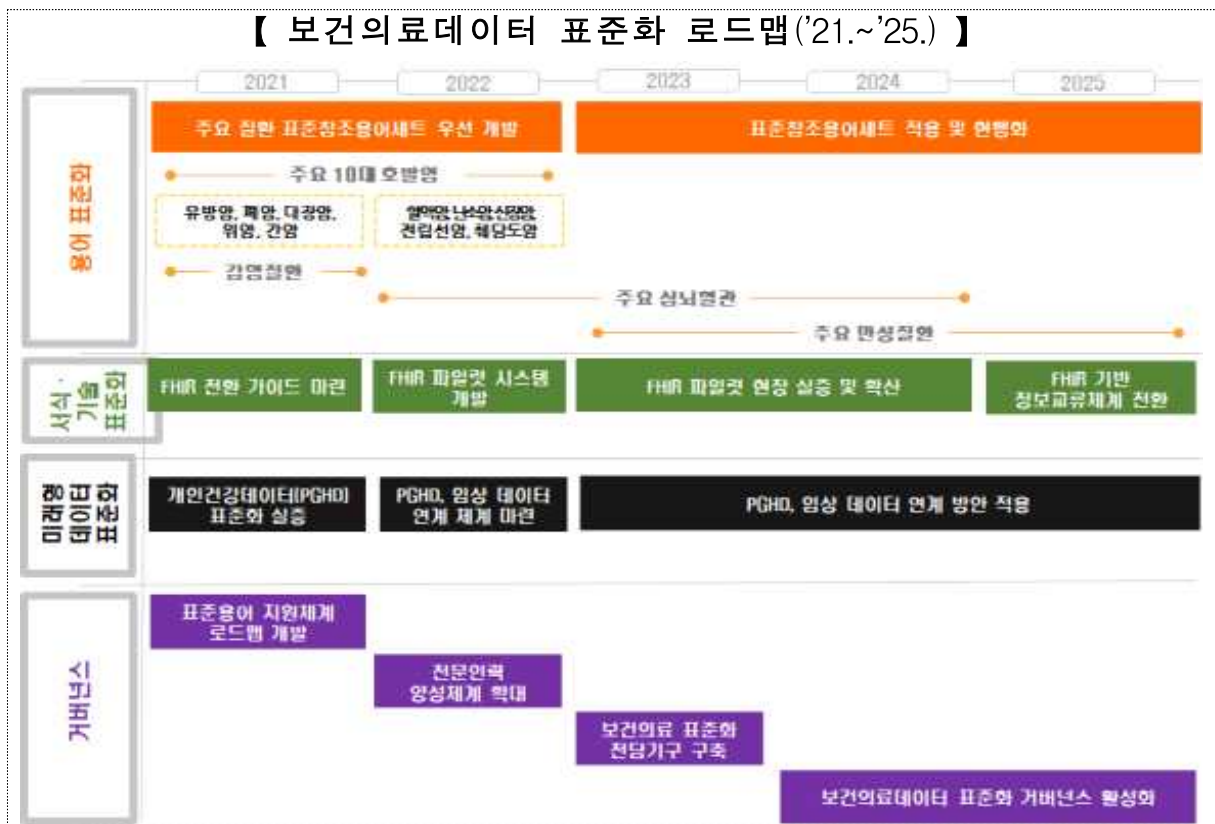 【 보건의료데이터 표준화 로드맵('21.~'25.) 】
2021
2022
2023
2024
2025
용어 표준화
주요 질환 표준참조용어세트 우선 개발
표준참조용어세트 적용 및 현행화
주요 10대 호발암
유방암, 폐암, 대장암,
위암, 간암
혈액암, 난소암, 신장암,
전립선암, 췌담도암
감염질환
주요 심뇌혈관
주요 만성질환
서식·
기술
표준화
FHIR 전환 가이드 마련
FHIR 파일럿 시스템
개발
FHIR 파일럿 현장 실증 및 확산
FHIR 기반
정보교류체계 전환
미래형
데이터
표준화
개인건강데이터(PGHD)
표준화 실증
PGHD, 임상 데이터
연계 체계 마련
PGHD, 임상 데이터 연계 방안 적용
거버넌스
표준용어 지원체계
로드맵 개발
전문인력
양성체계 확대
보건의료 표준화
전담기구 구축
보건의료데이터 표준화 거버넌스 활성화